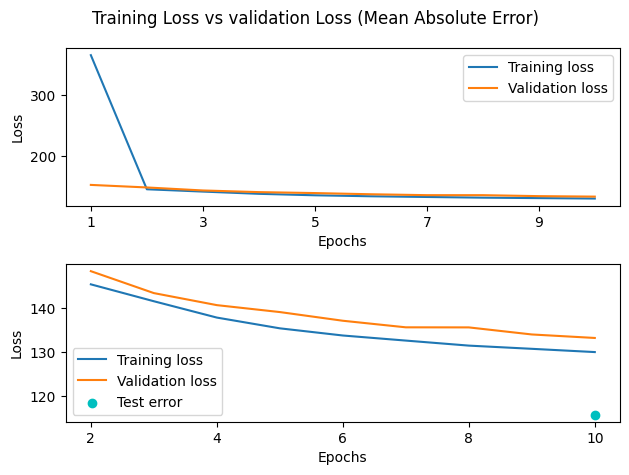 Training Loss vs validation Loss (Mean Absolute Error)
300
200
Loss
Training loss
Validation loss
1 3 5 7 9
Epochs
140
130
120
Loss
Training loss
Validation loss
Test error
2 4 6 8 10
Epochs